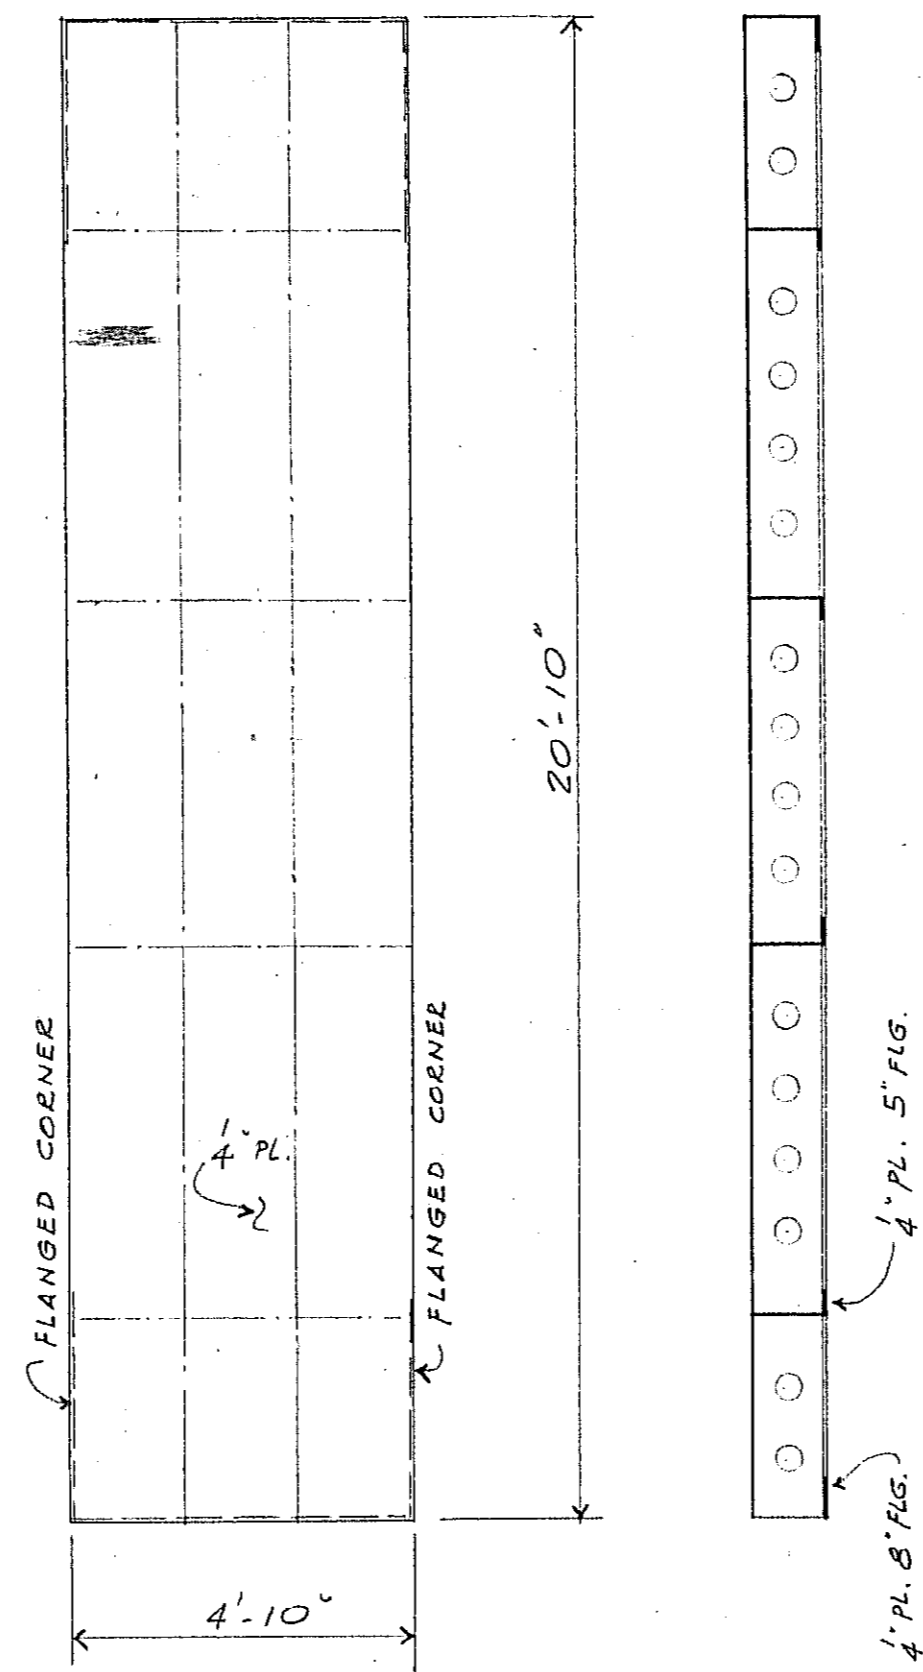 FLANGED CORNER
1/4" PL.
FLANGED CORNER
20'-10"
4'-10"
1/4" PL. 5" FLG.
1/4" PL. 8" FLG.